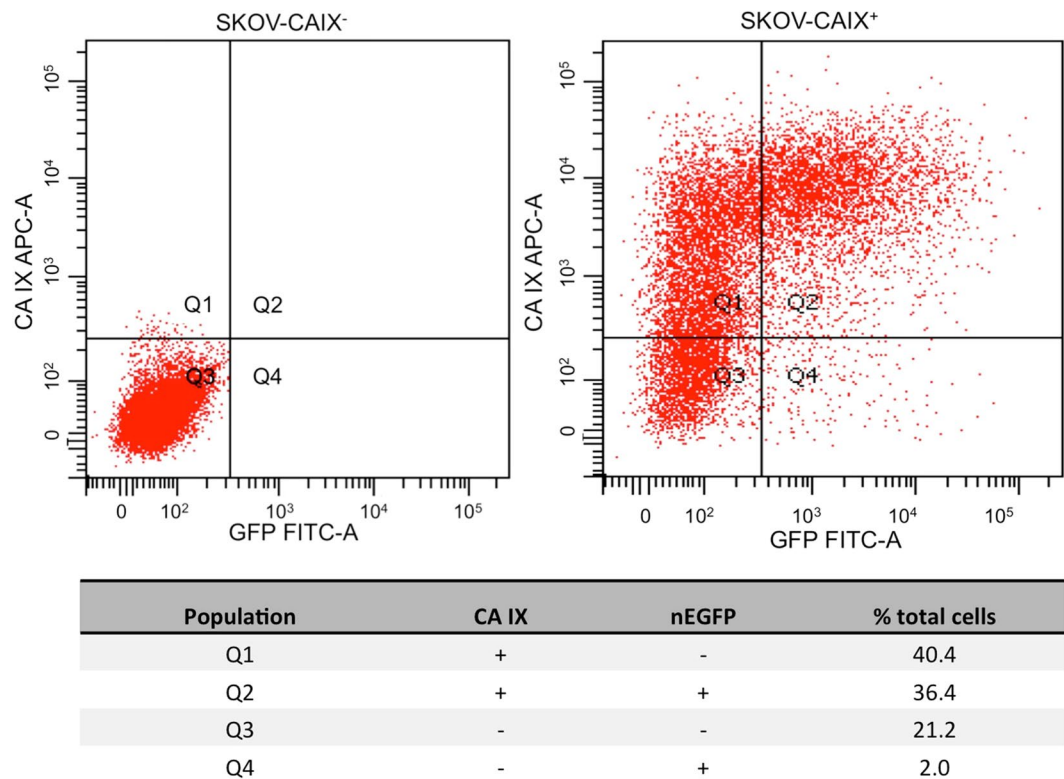 SKOV-CAIX⁻
CA IX APC-A
10⁵
10⁴
10³
10²
0
Q1 Q2
Q3 Q4
0 10² 10³ 10⁴ 10⁵
GFP FITC-A
SKOV-CAIX⁺
CA IX APC-A
10⁵
10⁴
10³
10²
0
Q1 Q2
Q3 Q4
0 10² 10³ 10⁴ 10⁵
GFP FITC-A
Population CA IX nEGFP % total cells
Q1 + - 40.4
Q2 + + 36.4
Q3 - - 21.2
Q4 - + 2.0